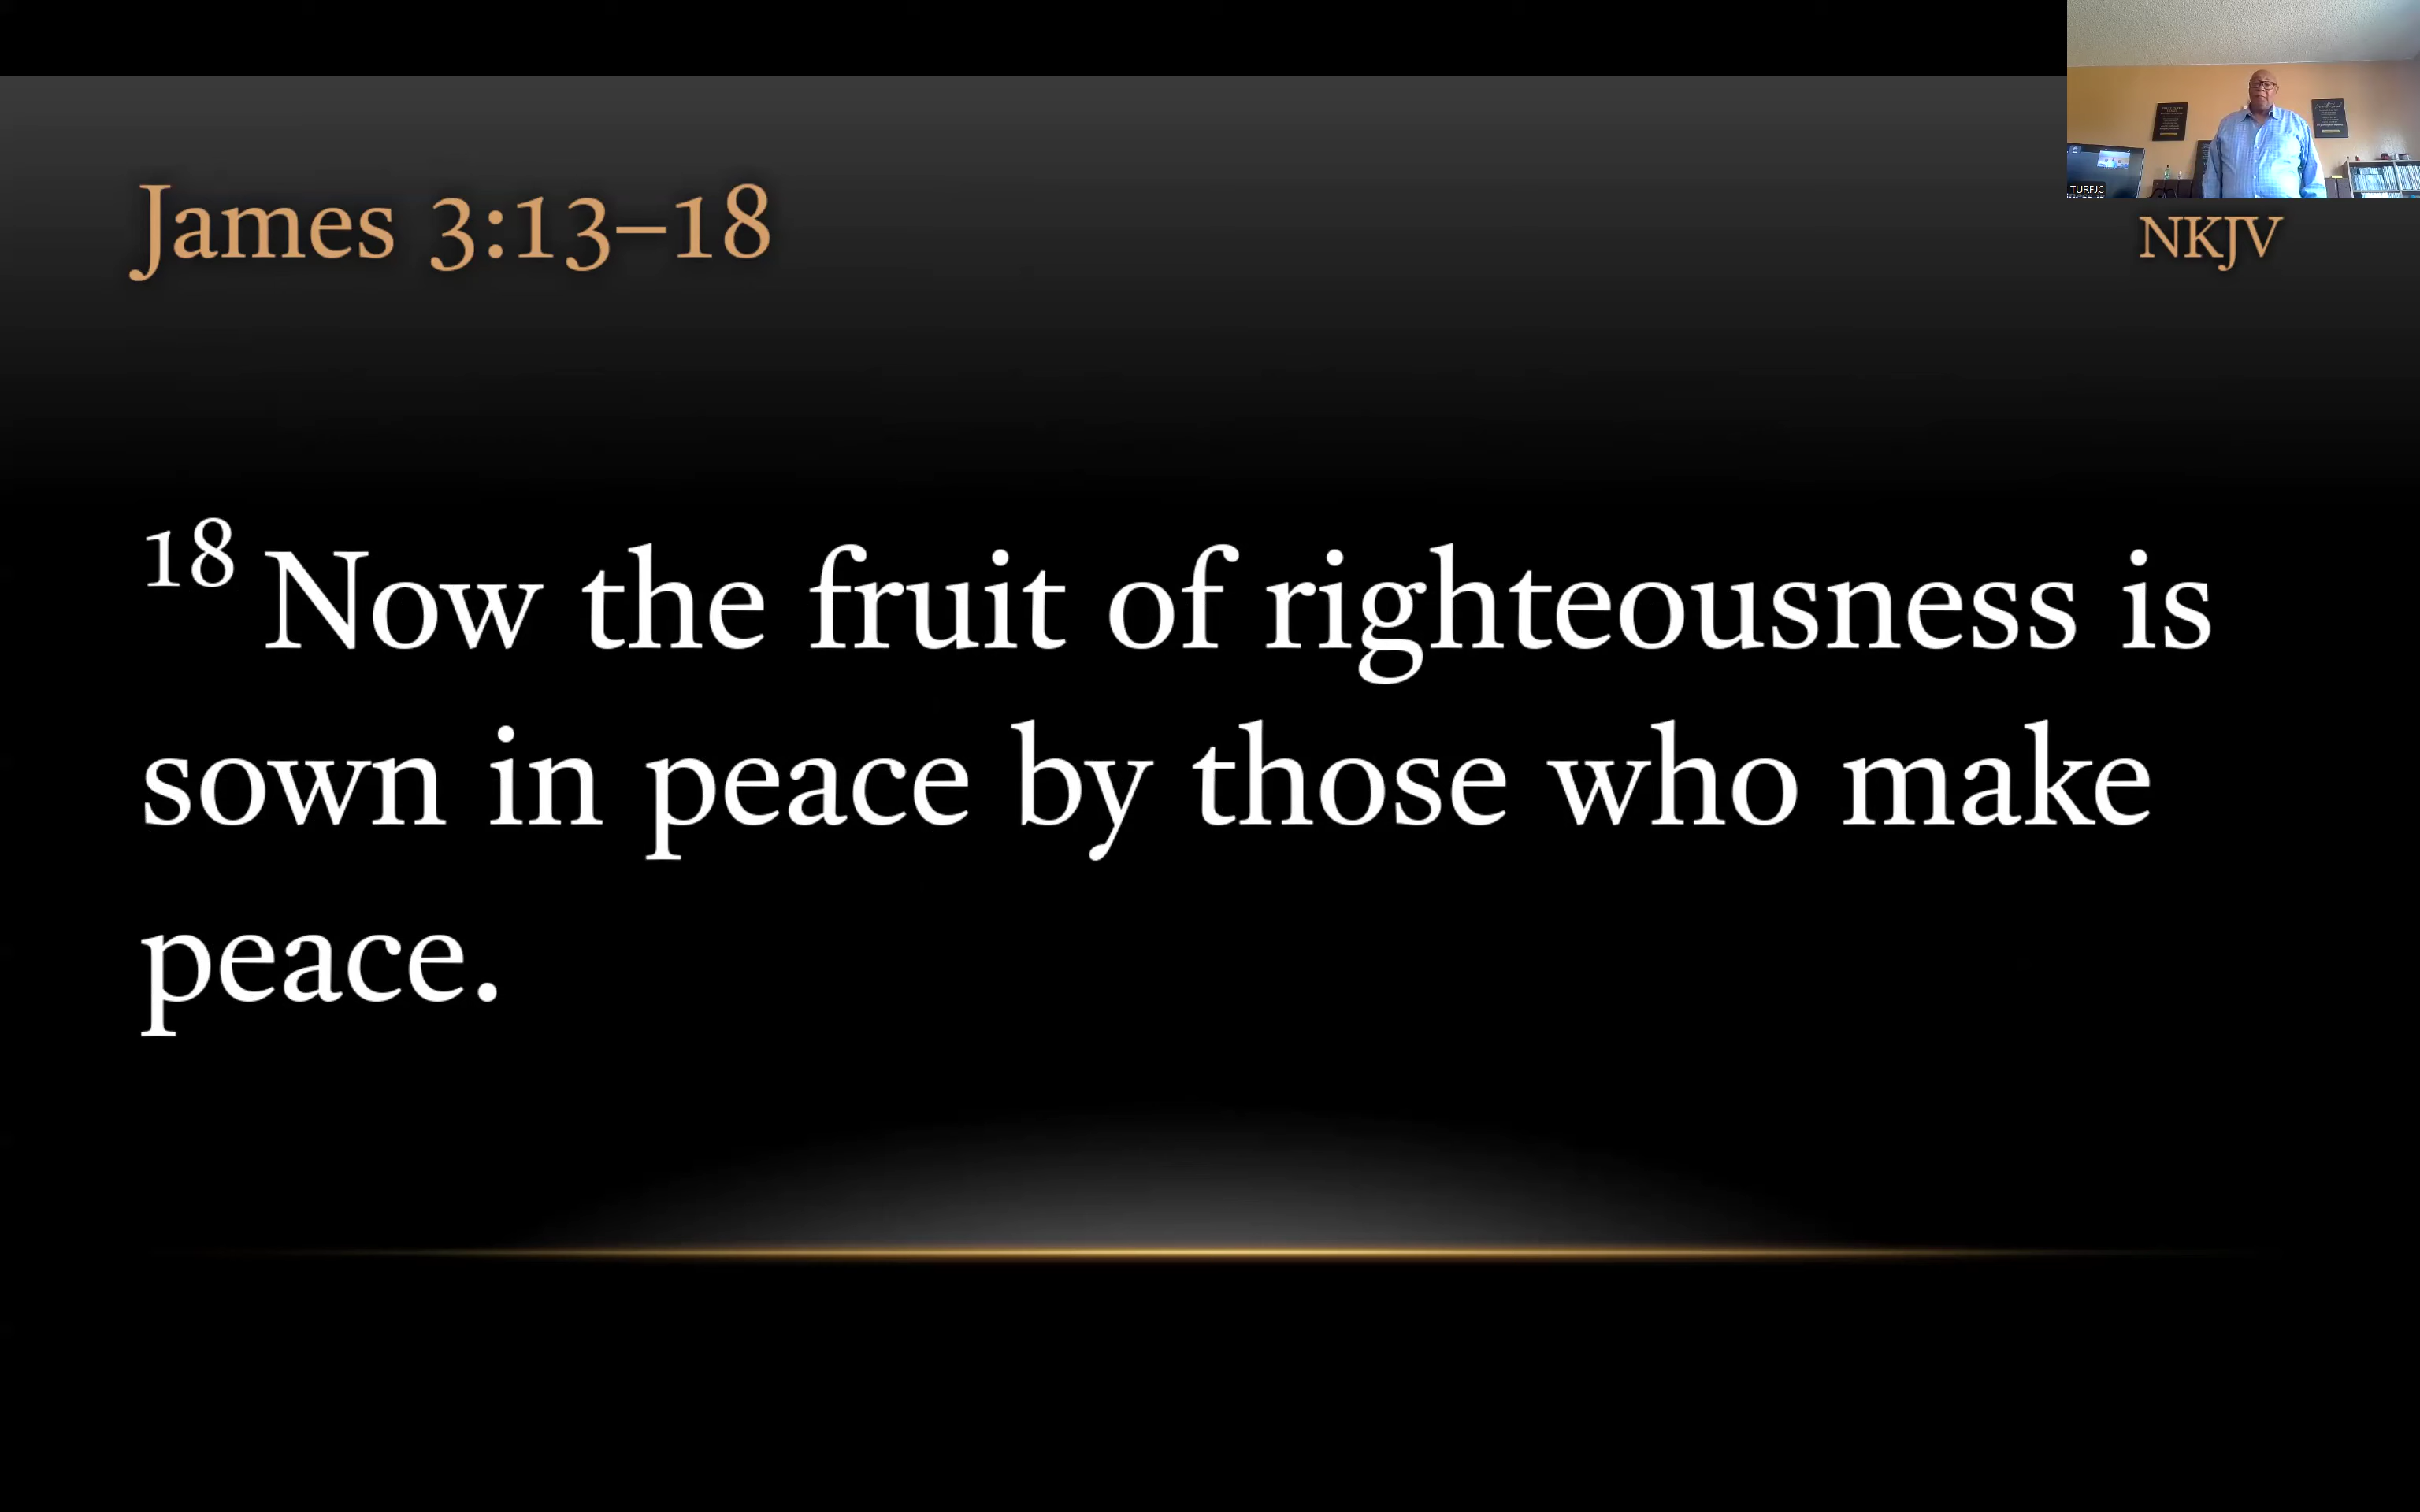 James 3:13–18
TURFJC
NKJV
18 Now the fruit of righteousness is
sown in peace by those who make
peace.